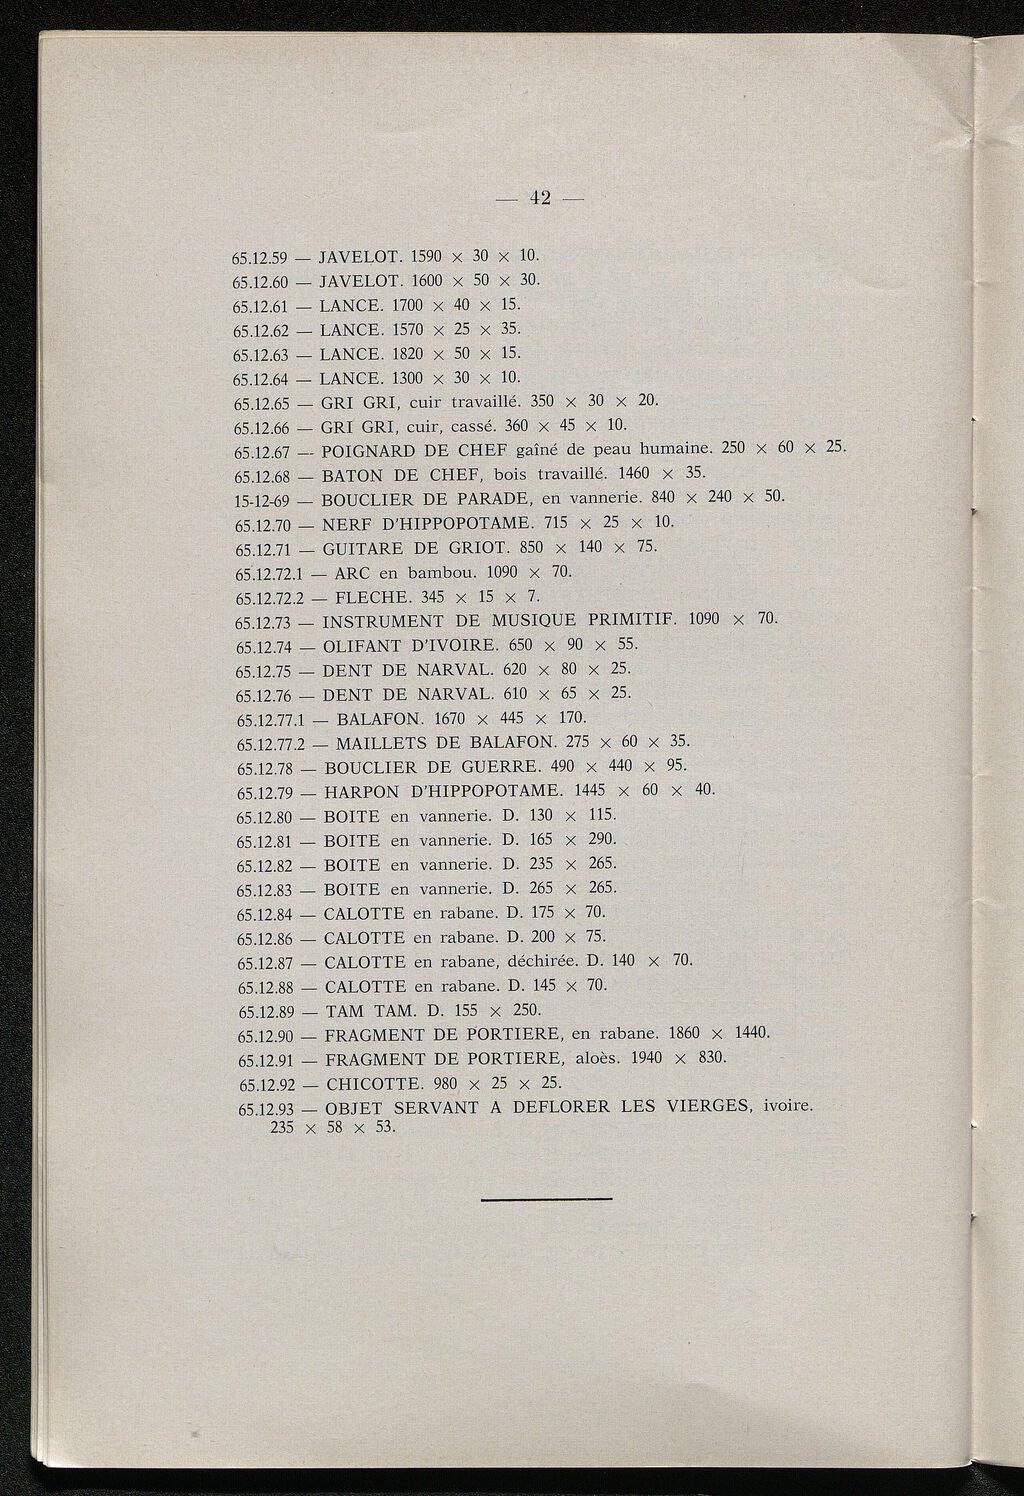 — 42 —
65.12.59 — JAVELOT. 1590 × 30 × 10.
65.12.60 — JAVELOT. 1600 × 50 × 30.
65.12.61 — LANCE. 1700 × 40 × 15.
65.12.62 — LANCE. 1570 × 25 × 35.
65.12.63 — LANCE. 1820 × 50 × 15.
65.12.64 — LANCE. 1300 × 30 × 10.
65.12.65 — GRI GRI, cuir travaillé. 350 × 30 × 20.
65.12.66 — GRI GRI, cuir, cassé. 360 × 45 × 10.
65.12.67 — POIGNARD DE CHEF gaîné de peau humaine. 250 × 60 × 25.
65.12.68 — BATON DE CHEF, bois travaillé. 1460 × 35.
15-12-69 — BOUCLIER DE PARADE, en vannerie. 840 × 240 × 50.
65.12.70 — NERF D'HIPPOPOTAME. 715 × 25 × 10.
65.12.71 — GUITARE DE GRIOT. 850 × 140 × 75.
65.12.72.1 — ARC en bambou. 1090 × 70.
65.12.72.2 — FLECHE. 345 × 15 × 7.
65.12.73 — INSTRUMENT DE MUSIQUE PRIMITIF. 1090 × 70.
65.12.74 — OLIFANT D'IVOIRE. 650 × 90 × 55.
65.12.75 — DENT DE NARVAL. 620 × 80 × 25.
65.12.76 — DENT DE NARVAL. 610 × 65 × 25.
65.12.77.1 — BALAFON. 1670 × 445 × 170.
65.12.77.2 — MAILLETS DE BALAFON. 275 × 60 × 35.
65.12.78 — BOUCLIER DE GUERRE. 490 × 440 × 95.
65.12.79 — HARPON D'HIPPOPOTAME. 1445 × 60 × 40.
65.12.80 — BOITE en vannerie. D. 130 × 115.
65.12.81 — BOITE en vannerie. D. 165 × 290.
65.12.82 — BOITE en vannerie. D. 235 × 265.
65.12.83 — BOITE en vannerie. D. 265 × 265.
65.12.84 — CALOTTE en rabane. D. 175 × 70.
65.12.86 — CALOTTE en rabane. D. 200 × 75.
65.12.87 — CALOTTE en rabane, déchirée. D. 140 × 70.
65.12.88 — CALOTTE en rabane. D. 145 × 70.
65.12.89 — TAM TAM. D. 155 × 250.
65.12.90 — FRAGMENT DE PORTIERE, en rabane. 1860 × 1440.
65.12.91 — FRAGMENT DE PORTIERE, aloès. 1940 × 830.
65.12.92 — CHICOTTE. 980 × 25 × 25.
65.12.93 — OBJET SERVANT A DEFLORER LES VIERGES, ivoire.
235 × 58 × 53.